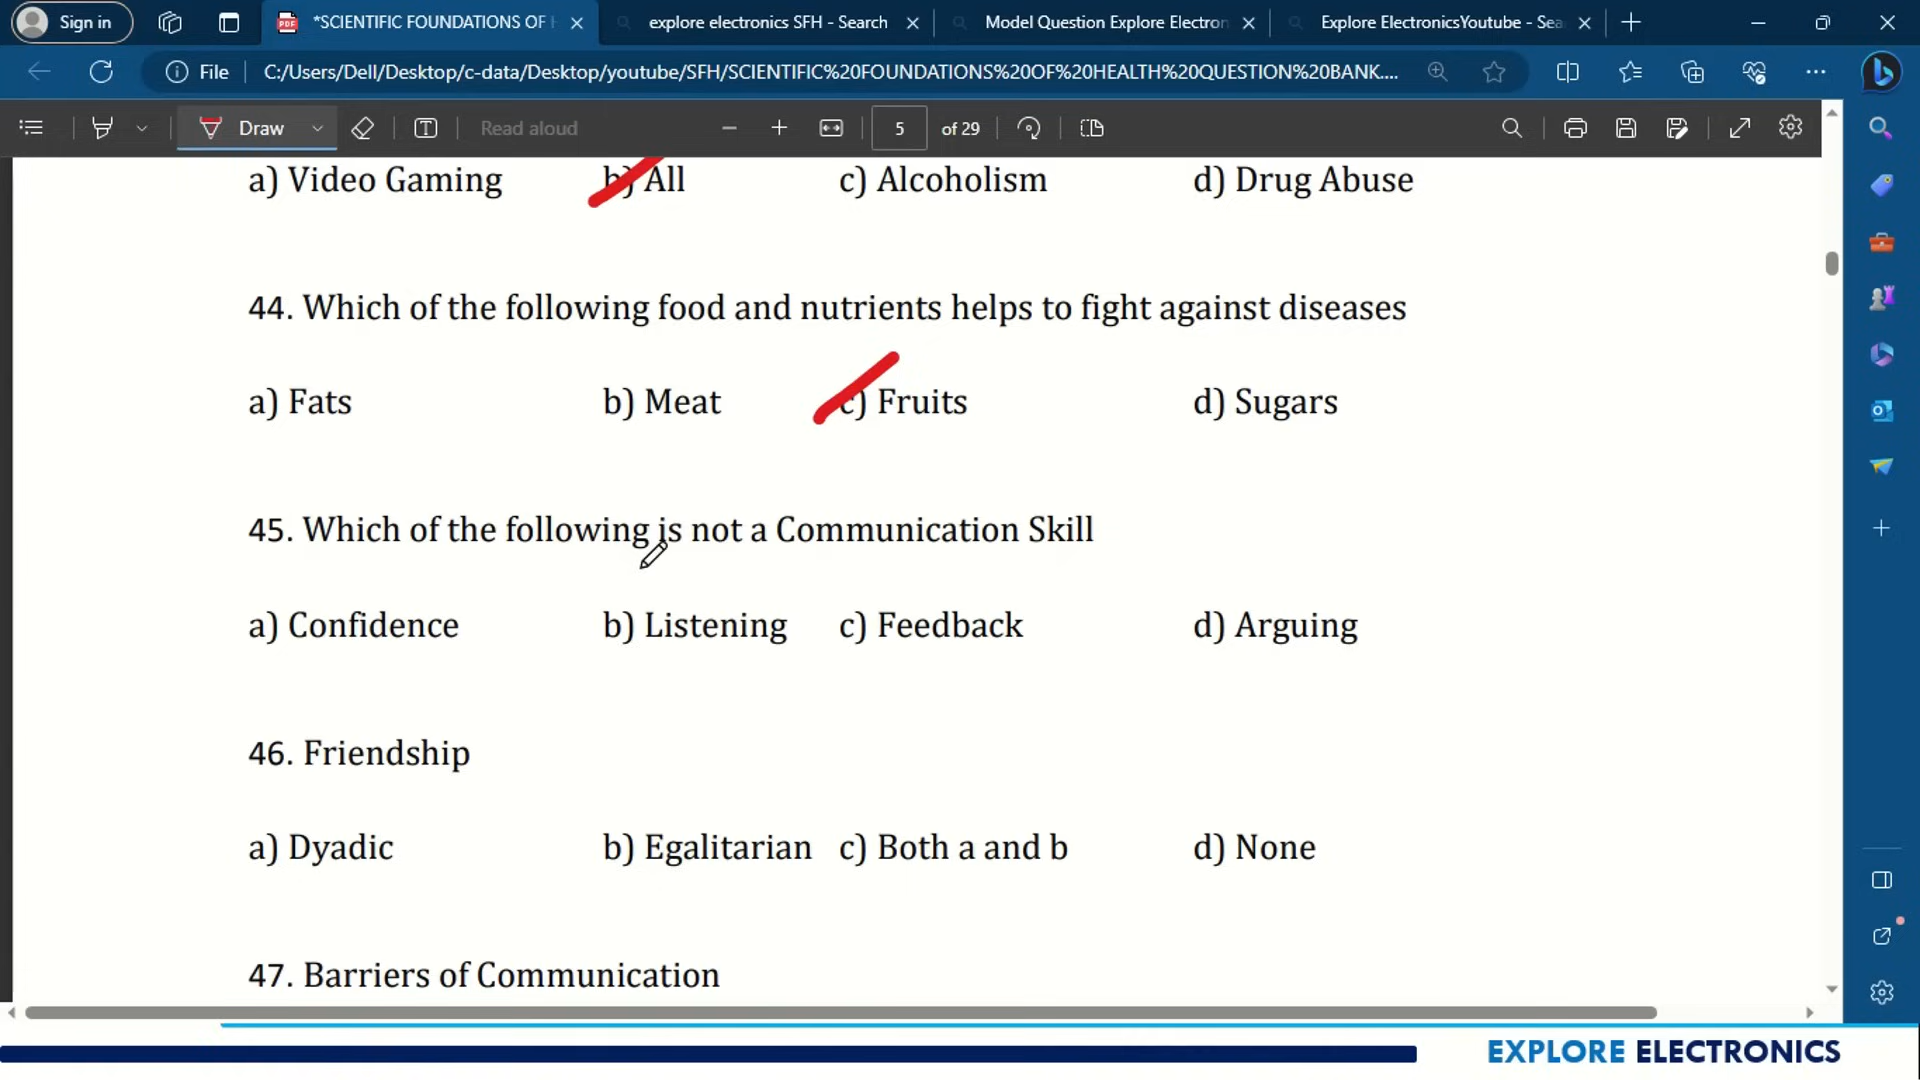 Sign in
*SCIENTIFIC FOUNDATIONS OF H
explore electronics SFH - Search
Model Question Explore Electron
Explore ElectronicsYoutube - Sea
File
C:/Users/Dell/Desktop/c-data/Desktop/youtube/SFH/SCIENTIFIC%20FOUNDATIONS%20OF%20HEALTH%20QUESTION%20BANK....
Draw
Read aloud
5 of 29
a) Video Gaming b) All c) Alcoholism d) Drug Abuse
44. Which of the following food and nutrients helps to fight against diseases
a) Fats b) Meat c) Fruits d) Sugars
45. Which of the following is not a Communication Skill
a) Confidence b) Listening c) Feedback d) Arguing
46. Friendship
a) Dyadic b) Egalitarian c) Both a and b d) None
47. Barriers of Communication
EXPLORE ELECTRONICS